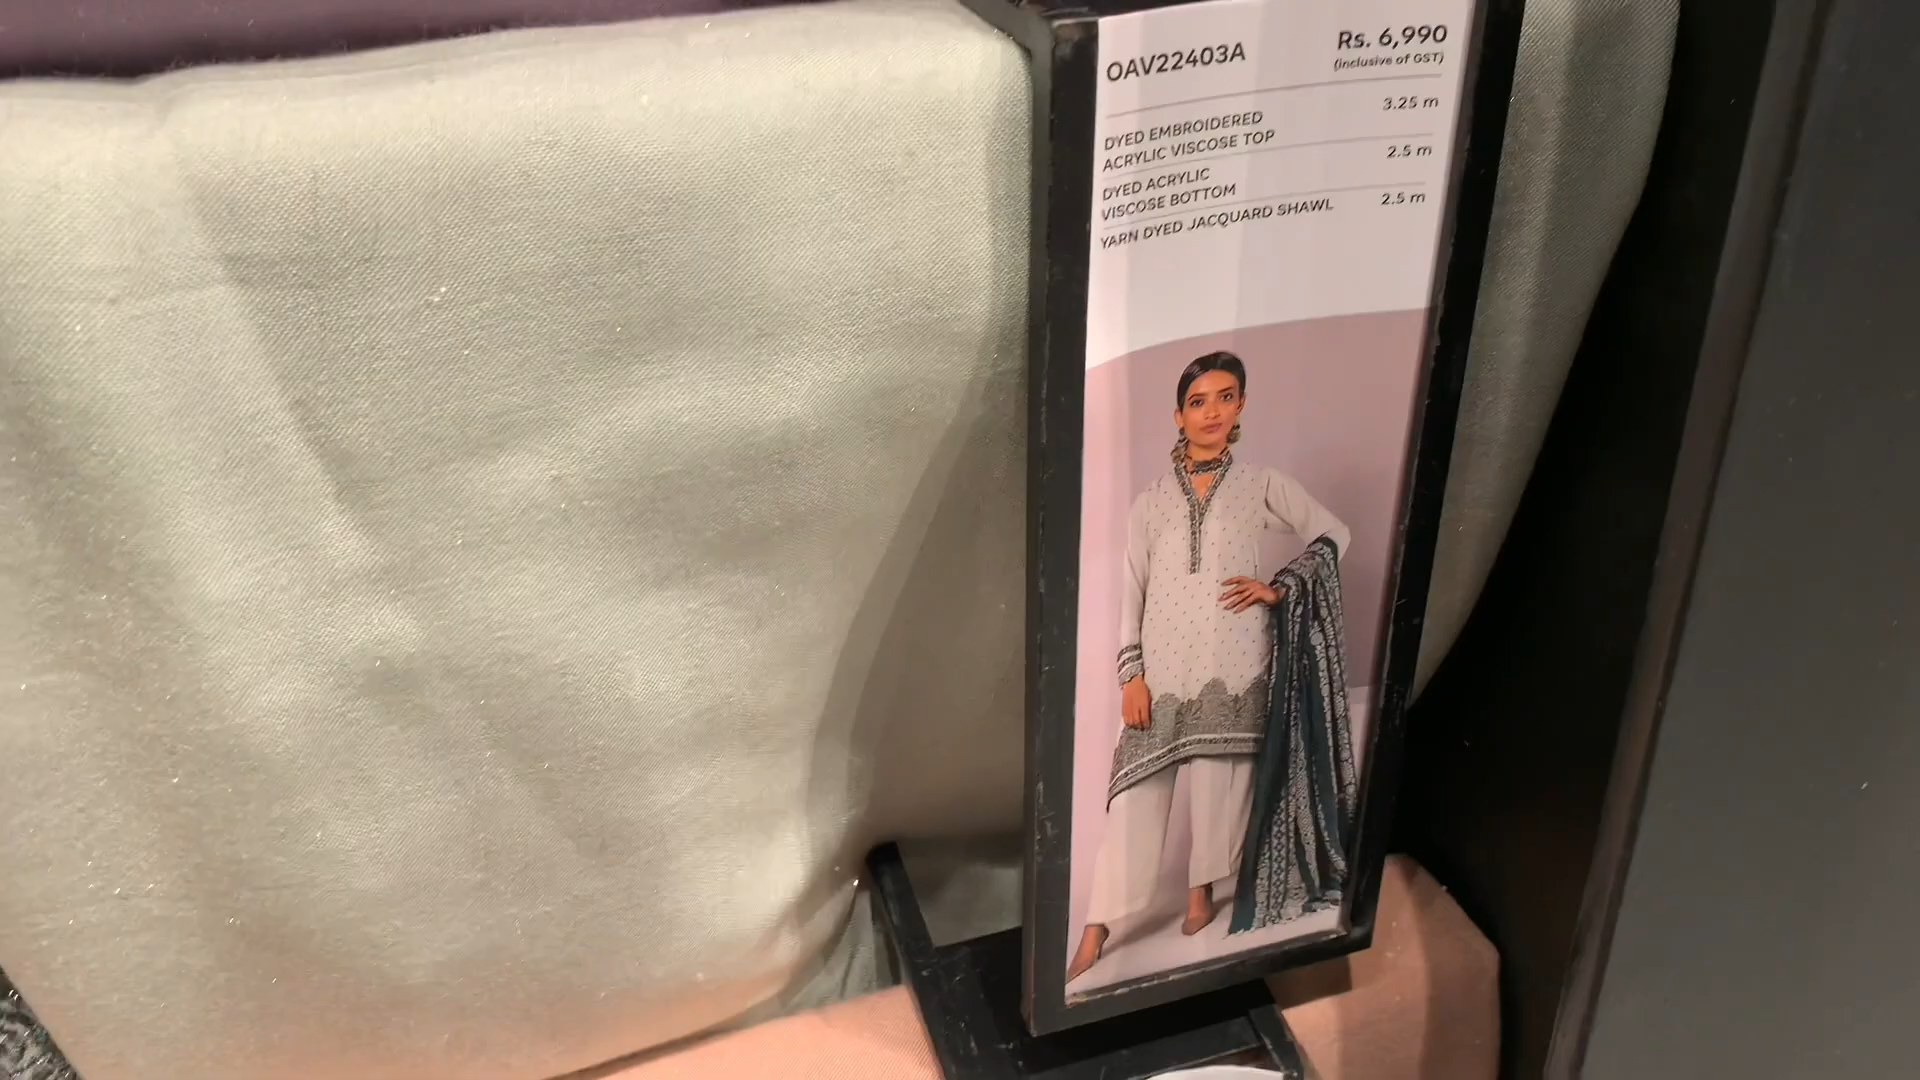 OAV22403A
Rs. 6,990
(inclusive of GST)
DYED EMBROIDERED
ACRYLIC VISCOSE TOP
3.25 m
DYED ACRYLIC
VISCOSE BOTTOM
2.5 m
YARN DYED JACQUARD SHAWL
2.5 m